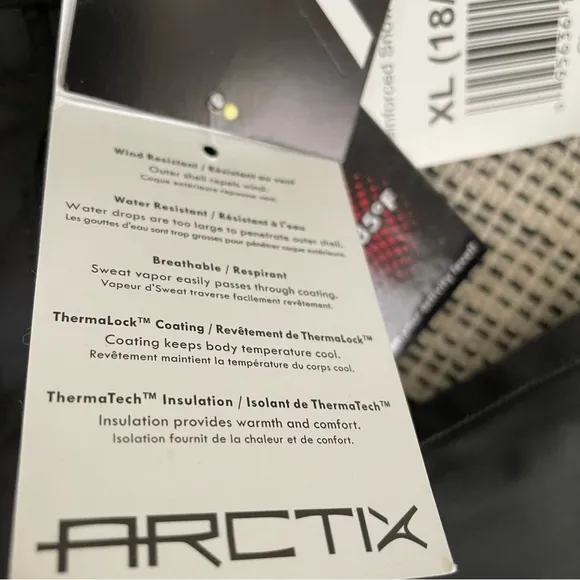 Wind Resistant / Résistant au vent
Outer shell repels wind.
Coque extérieure repousse vent.
Water Resistant / Résistant à l'eau
Water drops are too large to penetrate outer shell.
Les gouttes d'eau sont trop grosses pour pénétrer coque extérieure.
Breathable / Respirant
Sweat vapor easily passes through coating.
Vapeur d'Sweat traverse facilement revêtement.
ThermaLock™ Coating / Revêtement de ThermaLock™
Coating keeps body temperature cool.
Revêtement maintient la température du corps cool.
ThermaTech™ Insulation / Isolant de ThermaTech™
Insulation provides warmth and comfort.
Isolation fournit de la chaleur et de confort.
ARCTIX
XL (18/